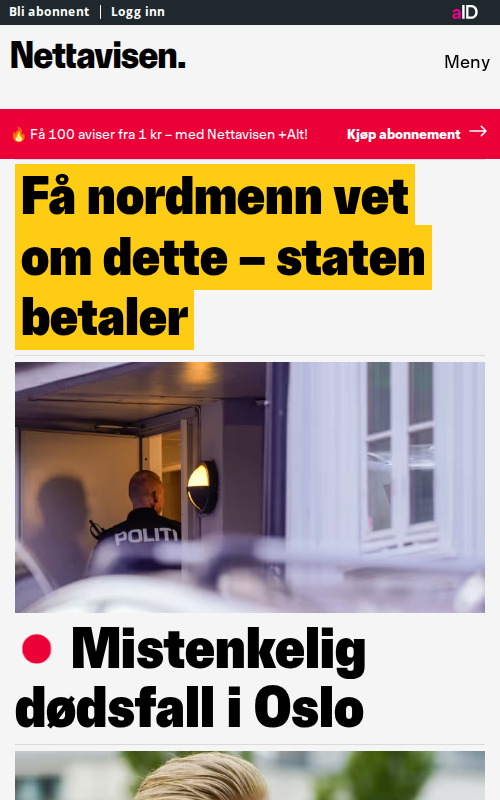 Bli abonnent | Logg inn
aID
Nettavisen.
Meny
🔥 Få 100 aviser fra 1 kr – med Nettavisen +Alt!
Kjøp abonnement →
Få nordmenn vet
om dette – staten
betaler
POLITI
Mistenkelig
dødsfall i Oslo